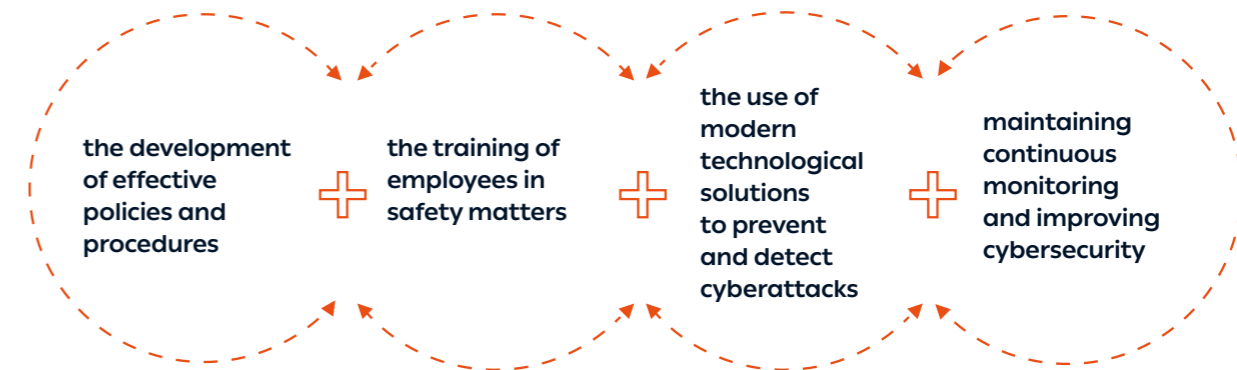 the development
of effective
policies and
procedures
the training of
employees in
safety matters
the use of
modern
technological
solutions
to prevent
and detect
cyberattacks
maintaining
continuous
monitoring
and improving
cybersecurity